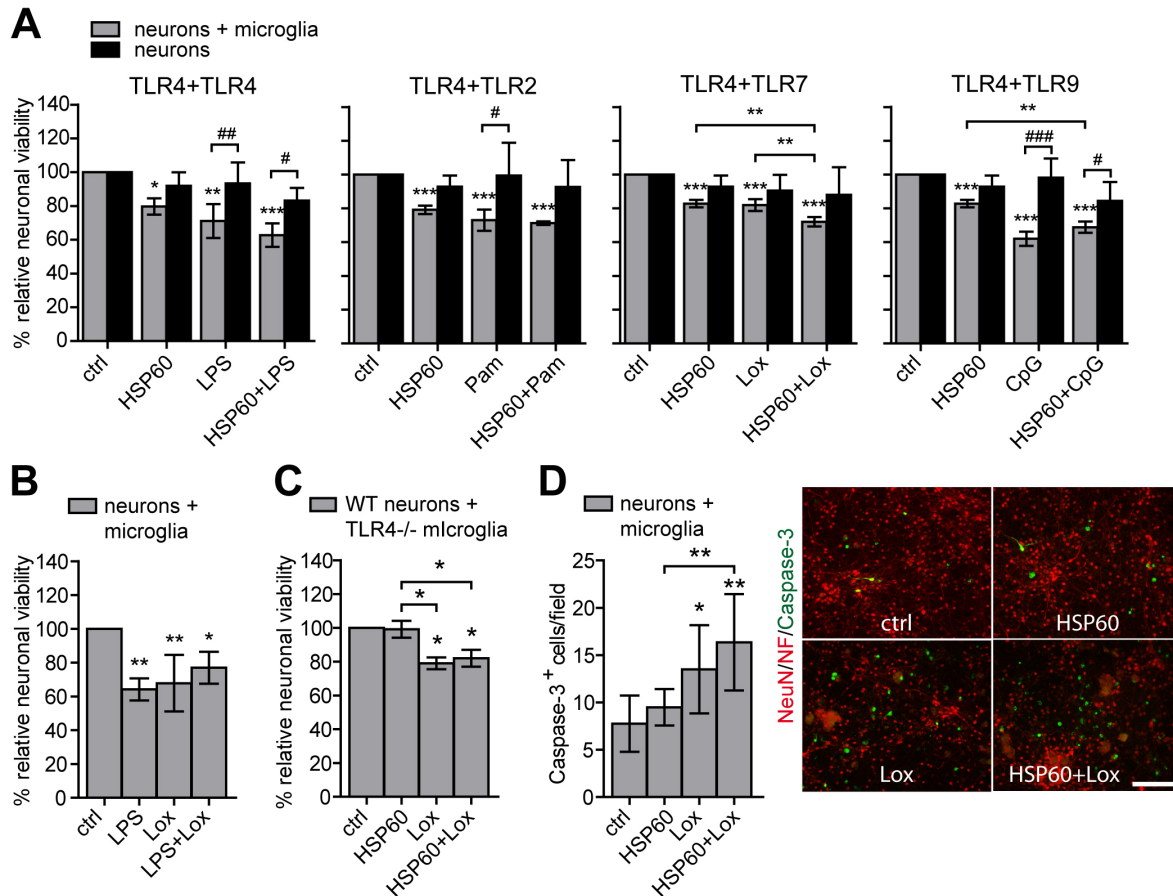 A
neurons + microglia
neurons
TLR4+TLR4
TLR4+TLR2
TLR4+TLR7
TLR4+TLR9
% relative neuronal viability
140
120
100
80
60
40
20
0
* ** ## *** #
*** *** # ***
*** *** *** ** **
*** *** ### *** # **
ctrl
HSP60
LPS
HSP60+LPS
ctrl
HSP60
Pam
HSP60+Pam
ctrl
HSP60
Lox
HSP60+Lox
ctrl
HSP60
CpG
HSP60+CpG
B
neurons +
microglia
% relative neuronal viability
140
120
100
80
60
40
20
0
** ** *
ctrl
LPS
Lox
LPS+Lox
C
WT neurons +
TLR4-/- mIcroglia
% relative neuronal viability
140
120
100
80
60
40
20
0
*
*
* *
ctrl
HSP60
Lox
HSP60+Lox
D
neurons +
microglia
Caspase-3 + cells/field
25
20
15
10
5
0
**
* **
ctrl
HSP60
Lox
HSP60+Lox
NeuN/NF/Caspase-3
ctrl
HSP60
Lox
HSP60+Lox